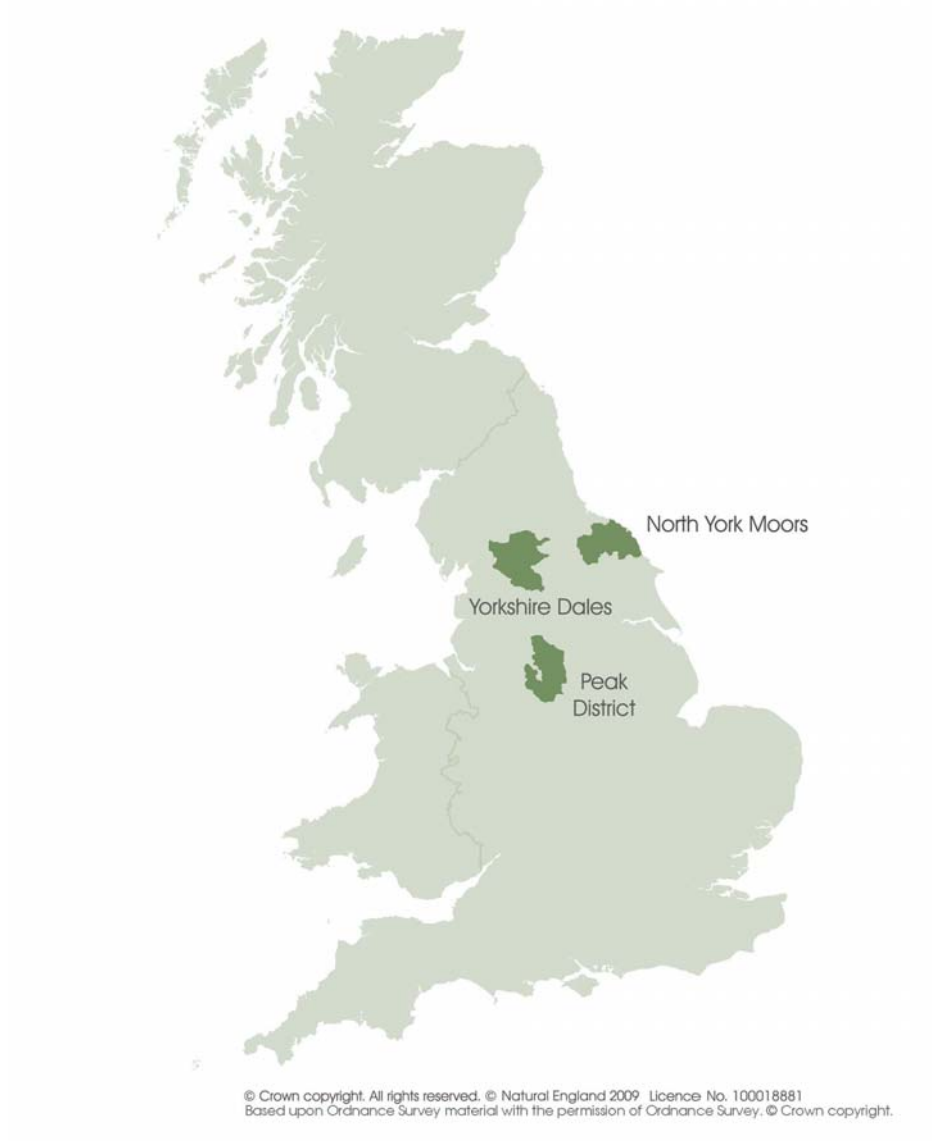 North York Moors
Yorkshire Dales
Peak
District
© Crown copyright. All rights reserved. © Natural England 2009 Licence No. 100018881
Based upon Ordnance Survey material with the permission of Ordnance Survey. © Crown copyright.